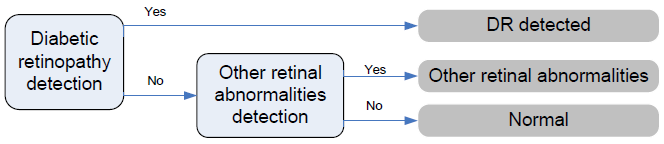 Diabetic
retinopathy
detection
Yes
DR detected
No
Other retinal
abnormalities
detection
Yes
Other retinal abnormalities
No
Normal